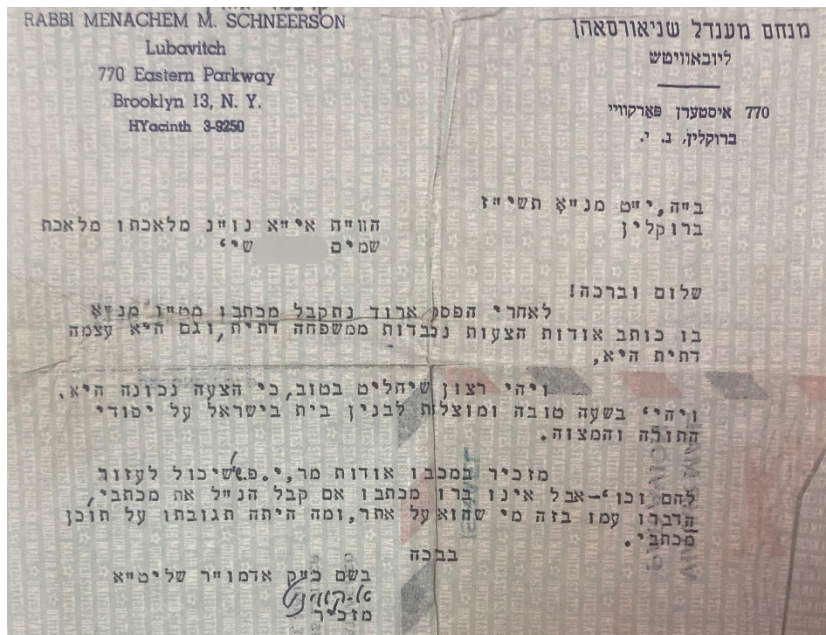 RABBI MENACHEM M. SCHNEERSON
Lubavitch
770 Eastern Parkway
Brooklyn 13, N. Y.
HYacinth 3-9250
מנחם מענדל שניאורסאהן
ליובאוויטש
770 איסטערן פארקוויי
ברוקלין, נ. י.
ב"ה, י"ט מנ"א תשי"ז
ברוקלין
הוו"ח אי"א נו"נ מלאכתו מלאכת
שמים שי'
שלום וברכה!
לאחרי הפסק ארוך נתקבל מכתבו מט"ו מנ"א
בו כותב אודות הצעות נכבדות ממשפחה דתית, וגם היא עצמה
דתית היא,
ויהי רצון שיחליט בטוב, כי הצעה נכונה היא.
ויהי' בשעה טובה ומוצלחת לבנין בית בישראל על יסודי
התורה והמצוה.
מזכיר במכבו אודות מר, י.פ. שיכול לעזור
להם וכו'-אבל אינו ברו מכתבו אם קבל הנ"ל את מכתבי,
הדברו עמו בזה מי שהוא על אתר, ומה היתה תגובתו על תוכן
מכתבי.
בבכה
בשם כ"ק אדמו"ר שליט"א
מזכיר